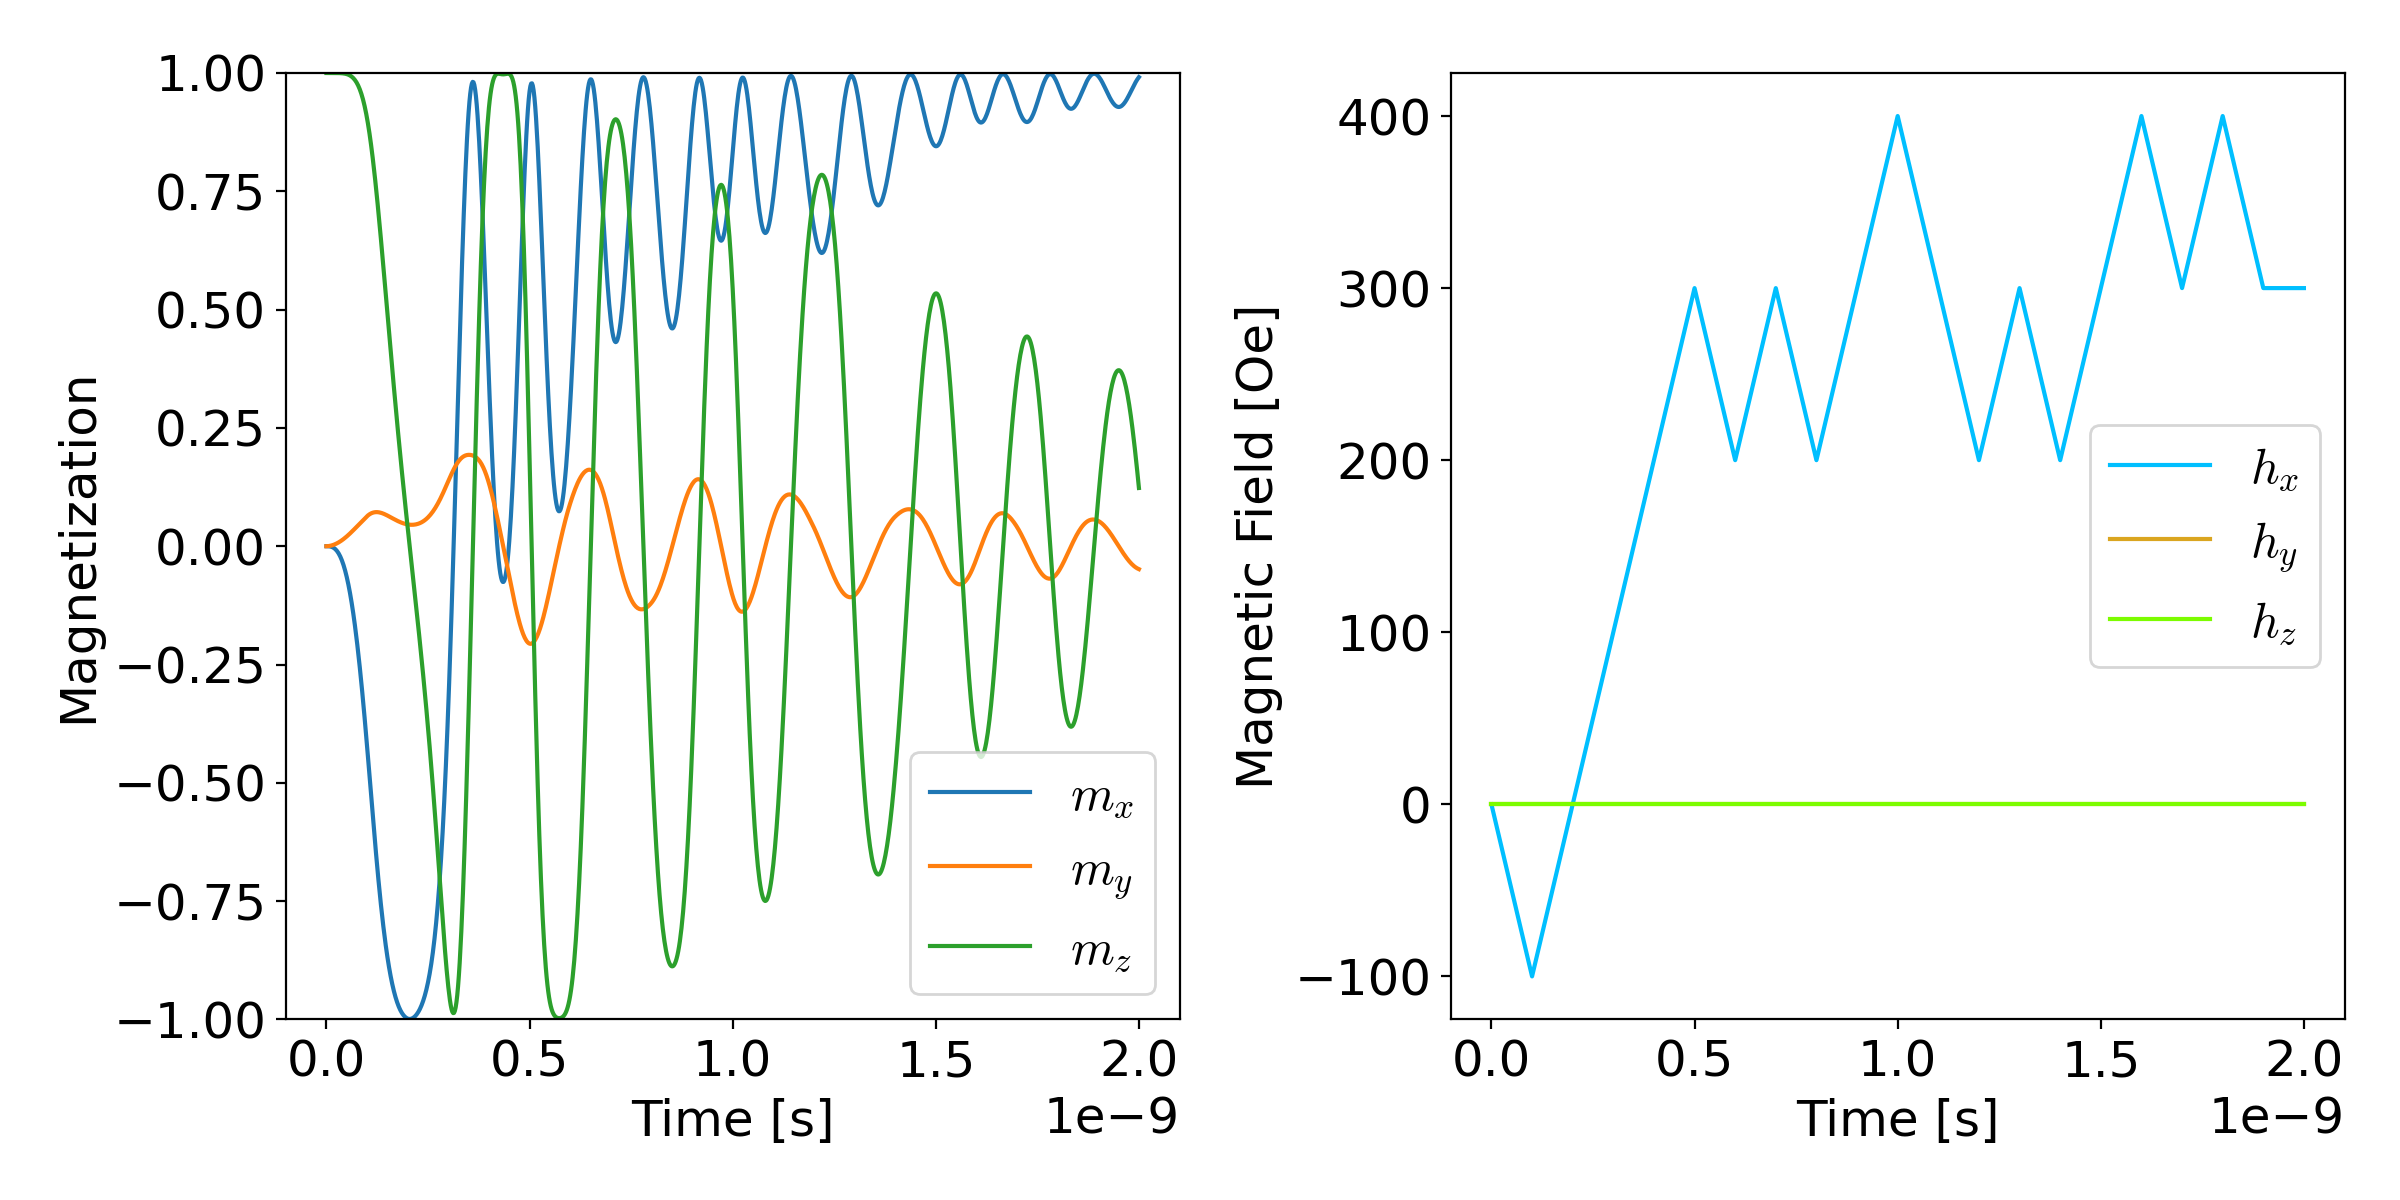 1.00
0.75
0.50
0.25
0.00
−0.25
−0.50
−0.75
−1.00
Magnetization
0.0 0.5 1.0 1.5 2.0
Time [s]
1e−9
m_x
m_y
m_z
400
300
200
100
0
−100
Magnetic Field [Oe]
0.0 0.5 1.0 1.5 2.0
Time [s]
1e−9
h_x
h_y
h_z